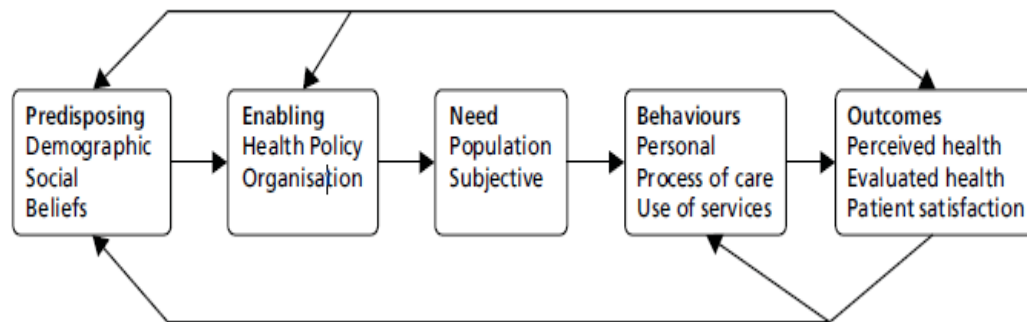 Predisposing
Demographic
Social
Beliefs
Enabling
Health Policy
Organisation
Need
Population
Subjective
Behaviours
Personal
Process of care
Use of services
Outcomes
Perceived health
Evaluated health
Patient satisfaction